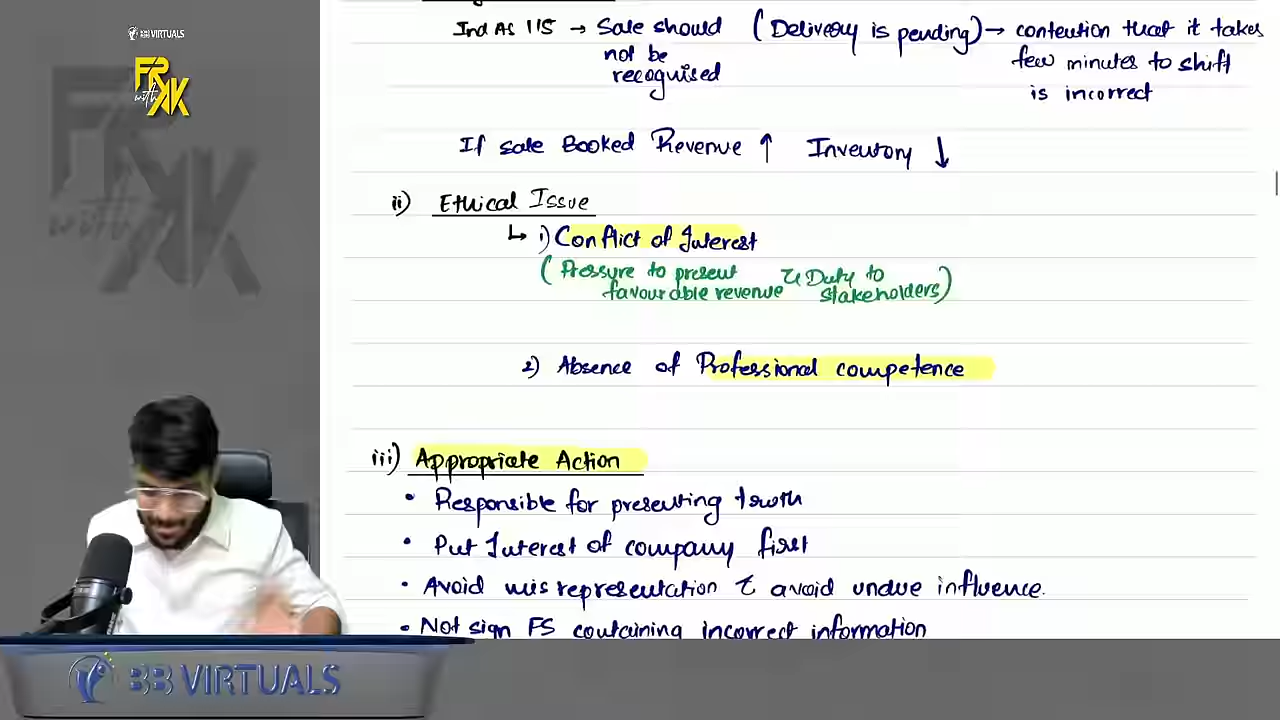 BB VIRTUALS
FR
with
AK
Ind AS 115 → Sale should (Delivery is pending) → contention that it takes
not be few minutes to shift
recognised is incorrect
If sale Booked Revenue ↑ Inventory ↓
ii) Ethical Issue
↳ i) Conflict of Interest
(Pressure to present & Duty to
favourable revenue stakeholders)
2) Absence of Professional competence
iii) Appropriate Action
• Responsible for presenting truth
• Put Interest of company first
• Avoid misrepresentation & avoid undue influence.
• Not sign FS containing incorrect information
BB VIRTUALS